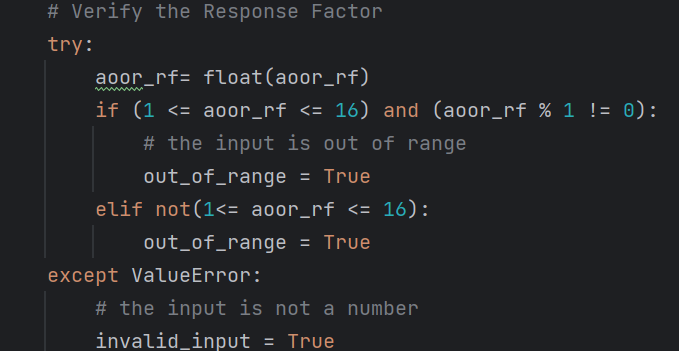 # Verify the Response Factor
try:
    aoor_rf= float(aoor_rf)
    if (1 <= aoor_rf <= 16) and (aoor_rf % 1 != 0):
        # the input is out of range
        out_of_range = True
    elif not(1<= aoor_rf <= 16):
        out_of_range = True
except ValueError:
    # the input is not a number
    invalid_input = True